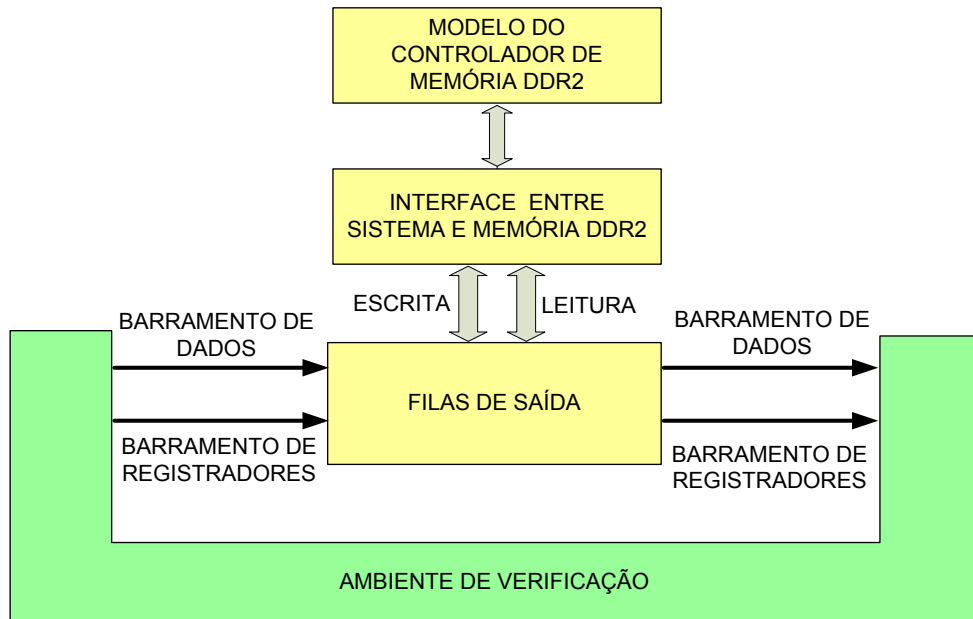 MODELO DO
CONTROLADOR DE
MEMÓRIA DDR2
INTERFACE ENTRE
SISTEMA E MEMÓRIA DDR2
ESCRITA
LEITURA
BARRAMENTO DE
DADOS
BARRAMENTO DE
DADOS
FILAS DE SAÍDA
BARRAMENTO DE
REGISTRADORES
BARRAMENTO DE
REGISTRADORES
AMBIENTE DE VERIFICAÇÃO